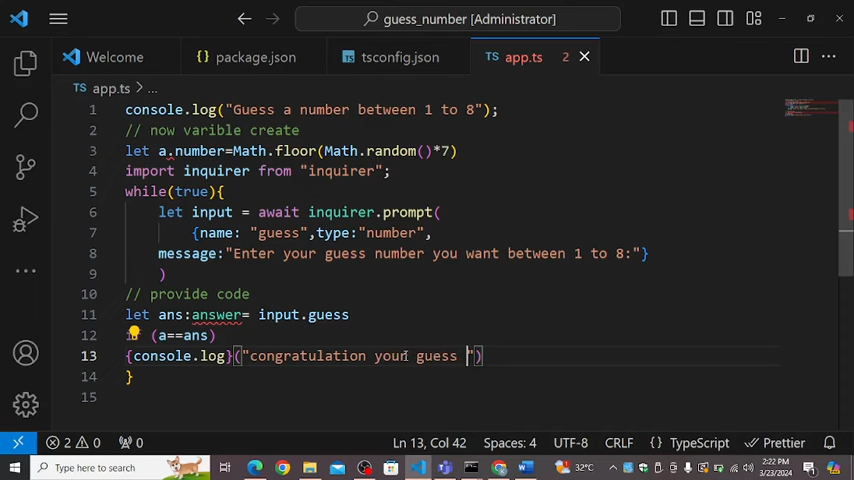 guess_number [Administrator]
Welcome
{} package.json
tsconfig.json
TS app.ts 2
TS app.ts > ...
1 console.log("Guess a number between 1 to 8");
2 // now varible create
3 let a.number=Math.floor(Math.random()*7)
4 import inquirer from "inquirer";
5 while(true){
6 let input = await inquirer.prompt(
7 {name: "guess",type:"number",
8 message:"Enter your guess number you want between 1 to 8:"}
9 )
10 // provide code
11 let ans:answer= input.guess
12 if (a==ans)
13 {console.log}("congratulation your guess ")
14 }
15
2 0 0 Ln 13, Col 42 Spaces: 4 UTF-8 CRLF {} TypeScript Prettier
Type here to search 32°C 2:22 PM
3/23/2024